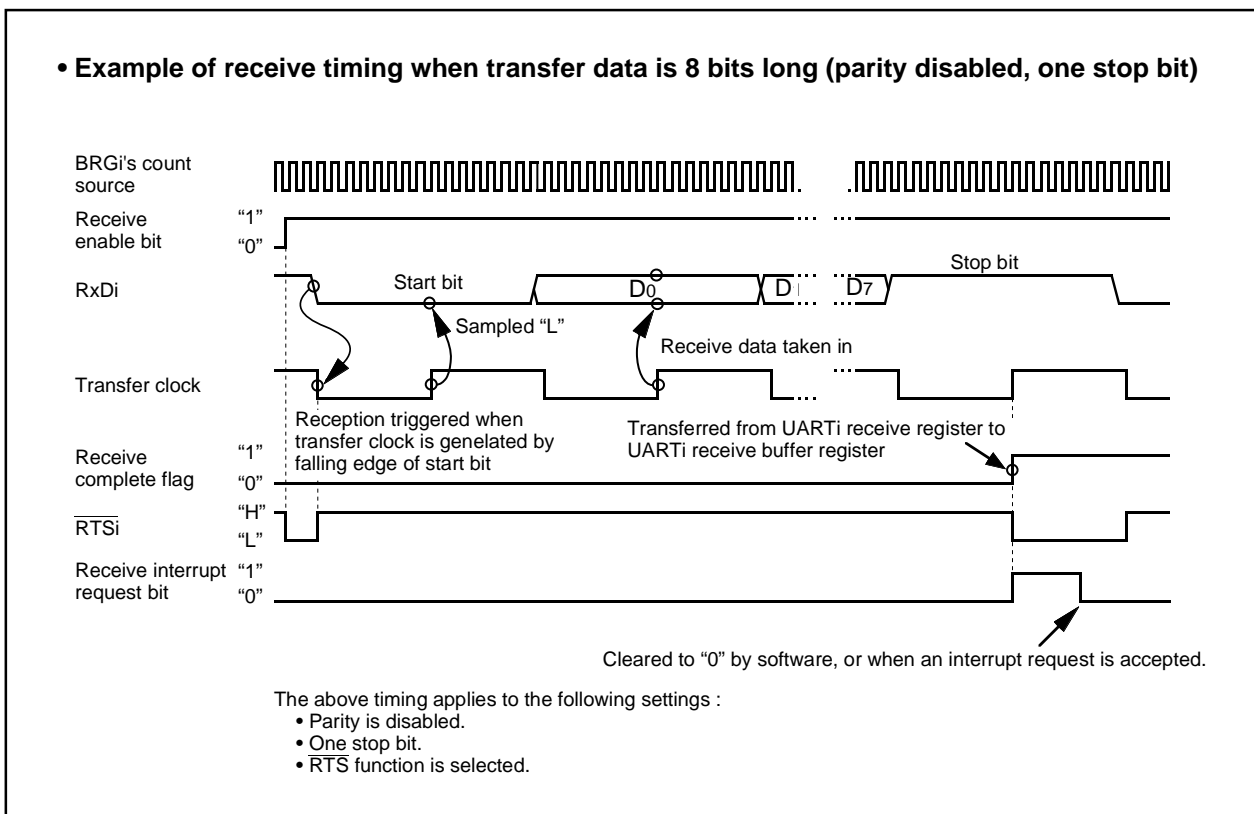 • Example of receive timing when transfer data is 8 bits long (parity disabled, one stop bit)
BRGi's count
source
Receive
enable bit
“1”
“0”
RxDi
Start bit
D0
D1
D7
Stop bit
Sampled “L”
Receive data taken in
Transfer clock
Reception triggered when
transfer clock is genelated by
falling edge of start bit
Transferred from UARTi receive register to
UARTi receive buffer register
Receive
complete flag
“1”
“0”
RTSi
“H”
“L”
Receive interrupt
request bit
“1”
“0”
Cleared to “0” by software, or when an interrupt request is accepted.
The above timing applies to the following settings :
• Parity is disabled.
• One stop bit.
• RTS function is selected.